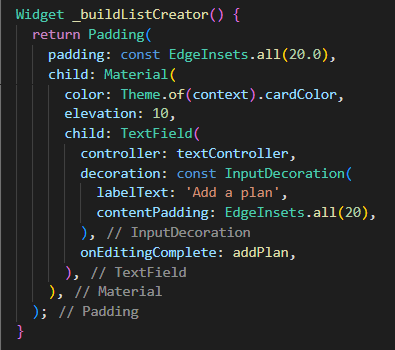 Widget _buildListCreator() {
  return Padding(
    padding: const EdgeInsets.all(20.0),
    child: Material(
      color: Theme.of(context).cardColor,
      elevation: 10,
      child: TextField(
        controller: textController,
        decoration: const InputDecoration(
          labelText: 'Add a plan',
          contentPadding: EdgeInsets.all(20),
        ), // InputDecoration
        onEditingComplete: addPlan,
      ), // TextField
    ), // Material
  ); // Padding
}